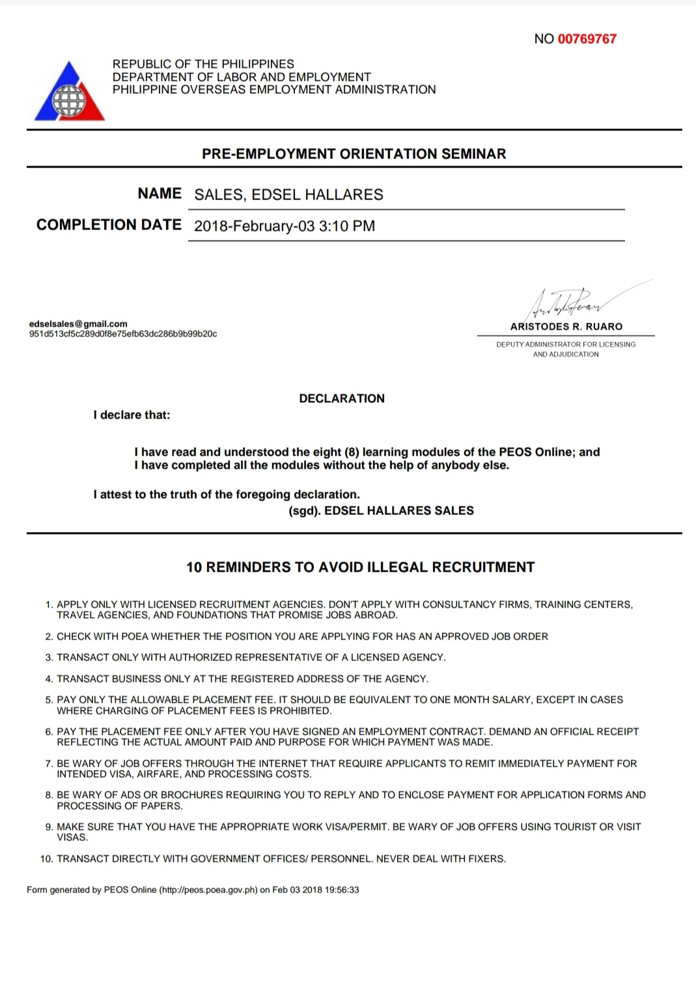 NO 00769767
REPUBLIC OF THE PHILIPPINES
DEPARTMENT OF LABOR AND EMPLOYMENT
PHILIPPINE OVERSEAS EMPLOYMENT ADMINISTRATION
PRE-EMPLOYMENT ORIENTATION SEMINAR
NAME SALES, EDSEL HALLARES
COMPLETION DATE 2018-February-03 3:10 PM
edselsales@gmail.com
951d513cf5c289d0f8e75efb63dc286b9b99b20c
ARISTODES R. RUARO
DEPUTY ADMINISTRATOR FOR LICENSING
AND ADJUDICATION
DECLARATION
I declare that:
I have read and understood the eight (8) learning modules of the PEOS Online; and
I have completed all the modules without the help of anybody else.
I attest to the truth of the foregoing declaration.
(sgd). EDSEL HALLARES SALES
10 REMINDERS TO AVOID ILLEGAL RECRUITMENT
1. APPLY ONLY WITH LICENSED RECRUITMENT AGENCIES. DON'T APPLY WITH CONSULTANCY FIRMS, TRAINING CENTERS,
TRAVEL AGENCIES, AND FOUNDATIONS THAT PROMISE JOBS ABROAD.
2. CHECK WITH POEA WHETHER THE POSITION YOU ARE APPLYING FOR HAS AN APPROVED JOB ORDER
3. TRANSACT ONLY WITH AUTHORIZED REPRESENTATIVE OF A LICENSED AGENCY.
4. TRANSACT BUSINESS ONLY AT THE REGISTERED ADDRESS OF THE AGENCY.
5. PAY ONLY THE ALLOWABLE PLACEMENT FEE. IT SHOULD BE EQUIVALENT TO ONE MONTH SALARY, EXCEPT IN CASES
WHERE CHARGING OF PLACEMENT FEES IS PROHIBITED.
6. PAY THE PLACEMENT FEE ONLY AFTER YOU HAVE SIGNED AN EMPLOYMENT CONTRACT. DEMAND AN OFFICIAL RECEIPT
REFLECTING THE ACTUAL AMOUNT PAID AND PURPOSE FOR WHICH PAYMENT WAS MADE.
7. BE WARY OF JOB OFFERS THROUGH THE INTERNET THAT REQUIRE APPLICANTS TO REMIT IMMEDIATELY PAYMENT FOR
INTENDED VISA, AIRFARE, AND PROCESSING COSTS.
8. BE WARY OF ADS OR BROCHURES REQUIRING YOU TO REPLY AND TO ENCLOSE PAYMENT FOR APPLICATION FORMS AND
PROCESSING OF PAPERS.
9. MAKE SURE THAT YOU HAVE THE APPROPRIATE WORK VISA/PERMIT. BE WARY OF JOB OFFERS USING TOURIST OR VISIT
VISAS.
10. TRANSACT DIRECTLY WITH GOVERNMENT OFFICES/ PERSONNEL. NEVER DEAL WITH FIXERS.
Form generated by PEOS Online (http://peos.poea.gov.ph) on Feb 03 2018 19:56:33